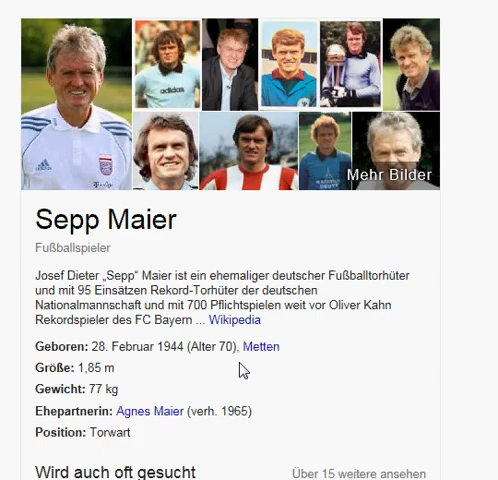 adidas
Mehr Bilder
Sepp Maier
Fußballspieler
Josef Dieter „Sepp“ Maier ist ein ehemaliger deutscher Fußballtorhüter
und mit 95 Einsätzen Rekord-Torhüter der deutschen
Nationalmannschaft und mit 700 Pflichtspielen weit vor Oliver Kahn
Rekordspieler des FC Bayern ... Wikipedia
Geboren: 28. Februar 1944 (Alter 70), Metten
Größe: 1,85 m
Gewicht: 77 kg
Ehepartnerin: Agnes Maier (verh. 1965)
Position: Torwart
Wird auch oft gesucht Über 15 weitere ansehen